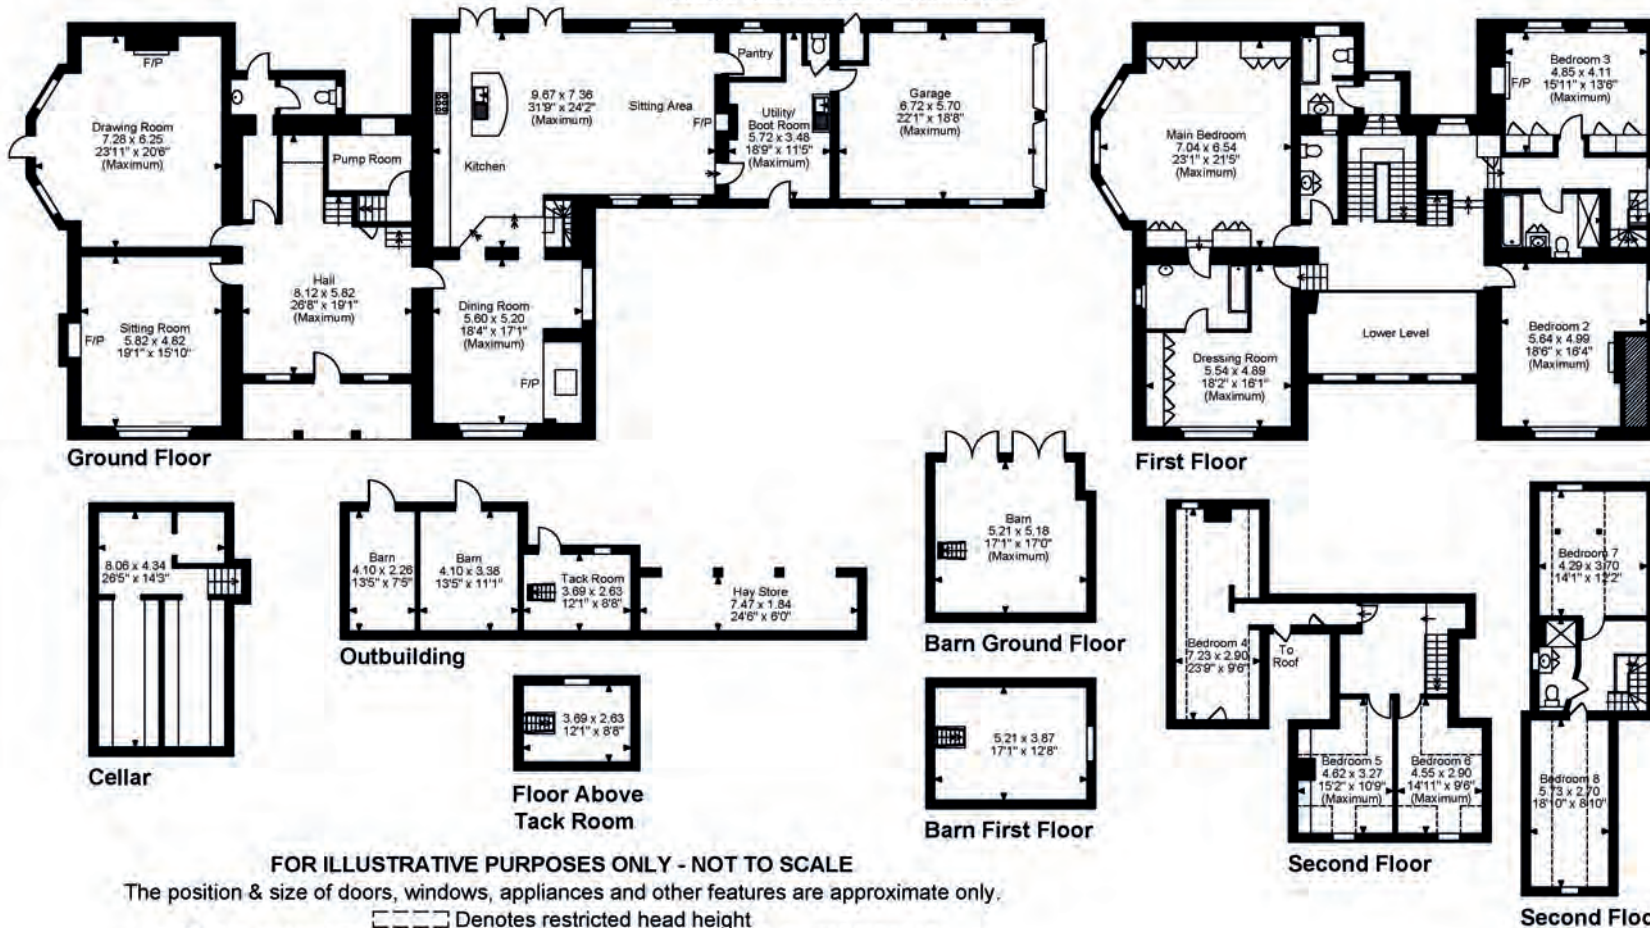 F/P
Drawing Room
7.28 x 6.25
23'11" x 20'6"
(Maximum)
Pump Room
9.67 x 7.36
31'9" x 24'2"
(Maximum)
Sitting Area
Kitchen
F/P
Pantry
Utility/
Boot Room
5.72 x 3.48
18'9" x 11'5"
(Maximum)
Garage
6.72 x 5.70
22'1" x 18'8"
(Maximum)
Hall
8.12 x 5.82
26'8" x 19'1"
(Maximum)
Sitting Room
5.82 x 4.82
19'1" x 15'10"
F/P
Dining Room
5.60 x 5.20
18'4" x 17'1"
(Maximum)
F/P
Ground Floor
Main Bedroom
7.04 x 6.54
23'1" x 21'5"
(Maximum)
Bedroom 3
4.85 x 4.11
15'11" x 13'6"
(Maximum)
F/P
Lower Level
Dressing Room
5.54 x 4.89
18'2" x 16'1"
(Maximum)
Bedroom 2
5.64 x 4.99
18'6" x 16'4"
(Maximum)
First Floor
8.06 x 4.34
26'5" x 14'3"
Cellar
Barn
4.10 x 2.26
13'5" x 7'5"
Barn
4.10 x 3.38
13'5" x 11'1"
Tack Room
3.69 x 2.63
12'1" x 8'8"
Hay Store
7.47 x 1.84
24'6" x 6'0"
Outbuilding
3.69 x 2.63
12'1" x 8'8"
Floor Above
Tack Room
Barn
5.21 x 5.18
17'1" x 17'0"
(Maximum)
Barn Ground Floor
5.21 x 3.87
17'1" x 12'8"
Barn First Floor
Bedroom 4
7.23 x 2.90
23'9" x 9'6"
To
Roof
Bedroom 5
4.62 x 3.27
15'2" x 10'9"
(Maximum)
Bedroom 6
4.55 x 2.90
14'11" x 9'6"
(Maximum)
Second Floor
Bedroom 7
4.29 x 3.70
14'1" x 12'2"
Bedroom 8
5.73 x 2.70
18'10" x 8'10"
Second Floo
FOR ILLUSTRATIVE PURPOSES ONLY - NOT TO SCALE
The position & size of doors, windows, appliances and other features are approximate only.
Denotes restricted head height